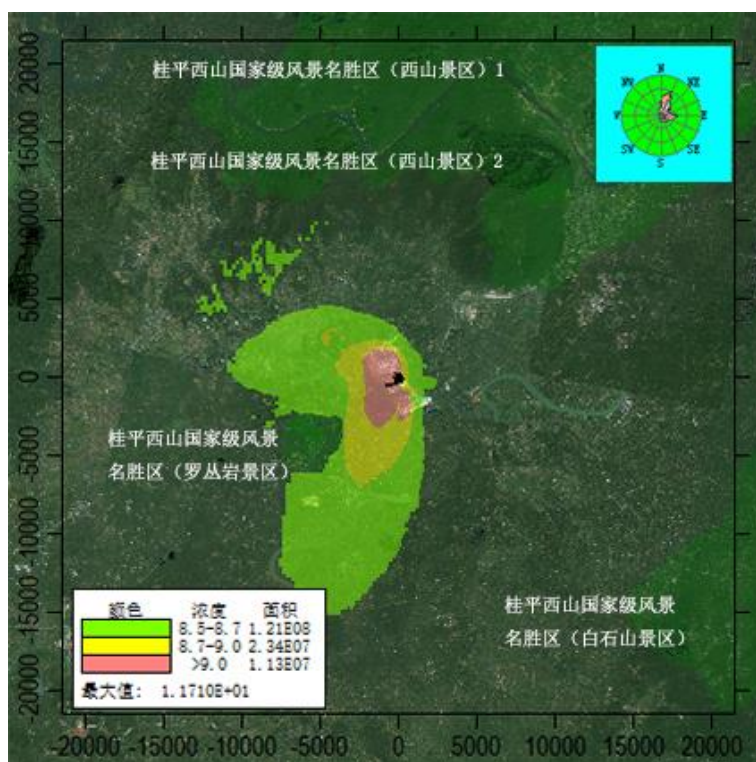 桂平西山国家级风景名胜区（西山景区）1
N
NW
NE
W
E
SW
SE
S
桂平西山国家级风景名胜区（西山景区）2
桂平西山国家级风景
名胜区（罗丛岩景区）
桂平西山国家级风景
名胜区（白石山景区）
颜色 浓度 面积
8.5-8.7 1.21E08
8.7-9.0 2.34E07
>9.0 1.13E07
最大值: 1.1710E+01
20000
15000
10000
5000
0
-5000
-10000
-15000
-20000
-20000 -15000 -10000 -5000 0 5000 10000 15000 20000